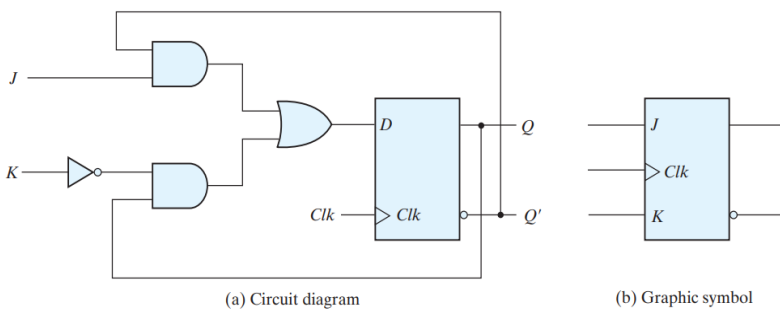 J
K
D
Q
Clk
Clk
Q'
(a) Circuit diagram
J
Clk
K
(b) Graphic symbol